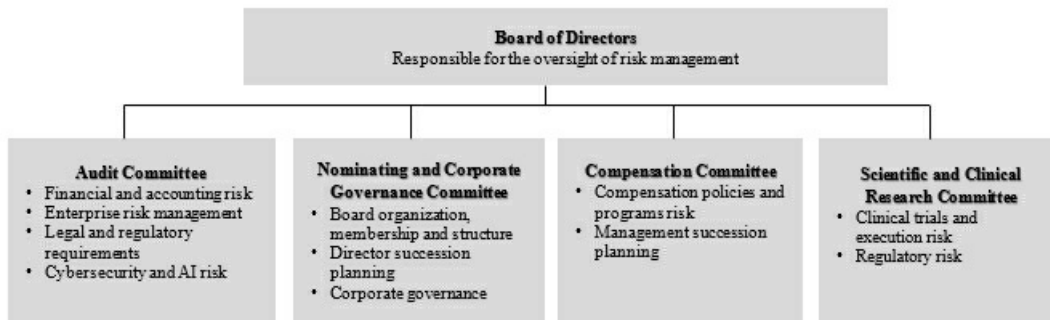 Board of Directors
Responsible for the oversight of risk management
Audit Committee
• Financial and accounting risk
• Enterprise risk management
• Legal and regulatory
requirements
• Cybersecurity and AI risk
Nominating and Corporate
Governance Committee
• Board organization,
membership and structure
• Director succession
planning
• Corporate governance
Compensation Committee
• Compensation policies and
programs risk
• Management succession
planning
Scientific and Clinical
Research Committee
• Clinical trials and
execution risk
• Regulatory risk